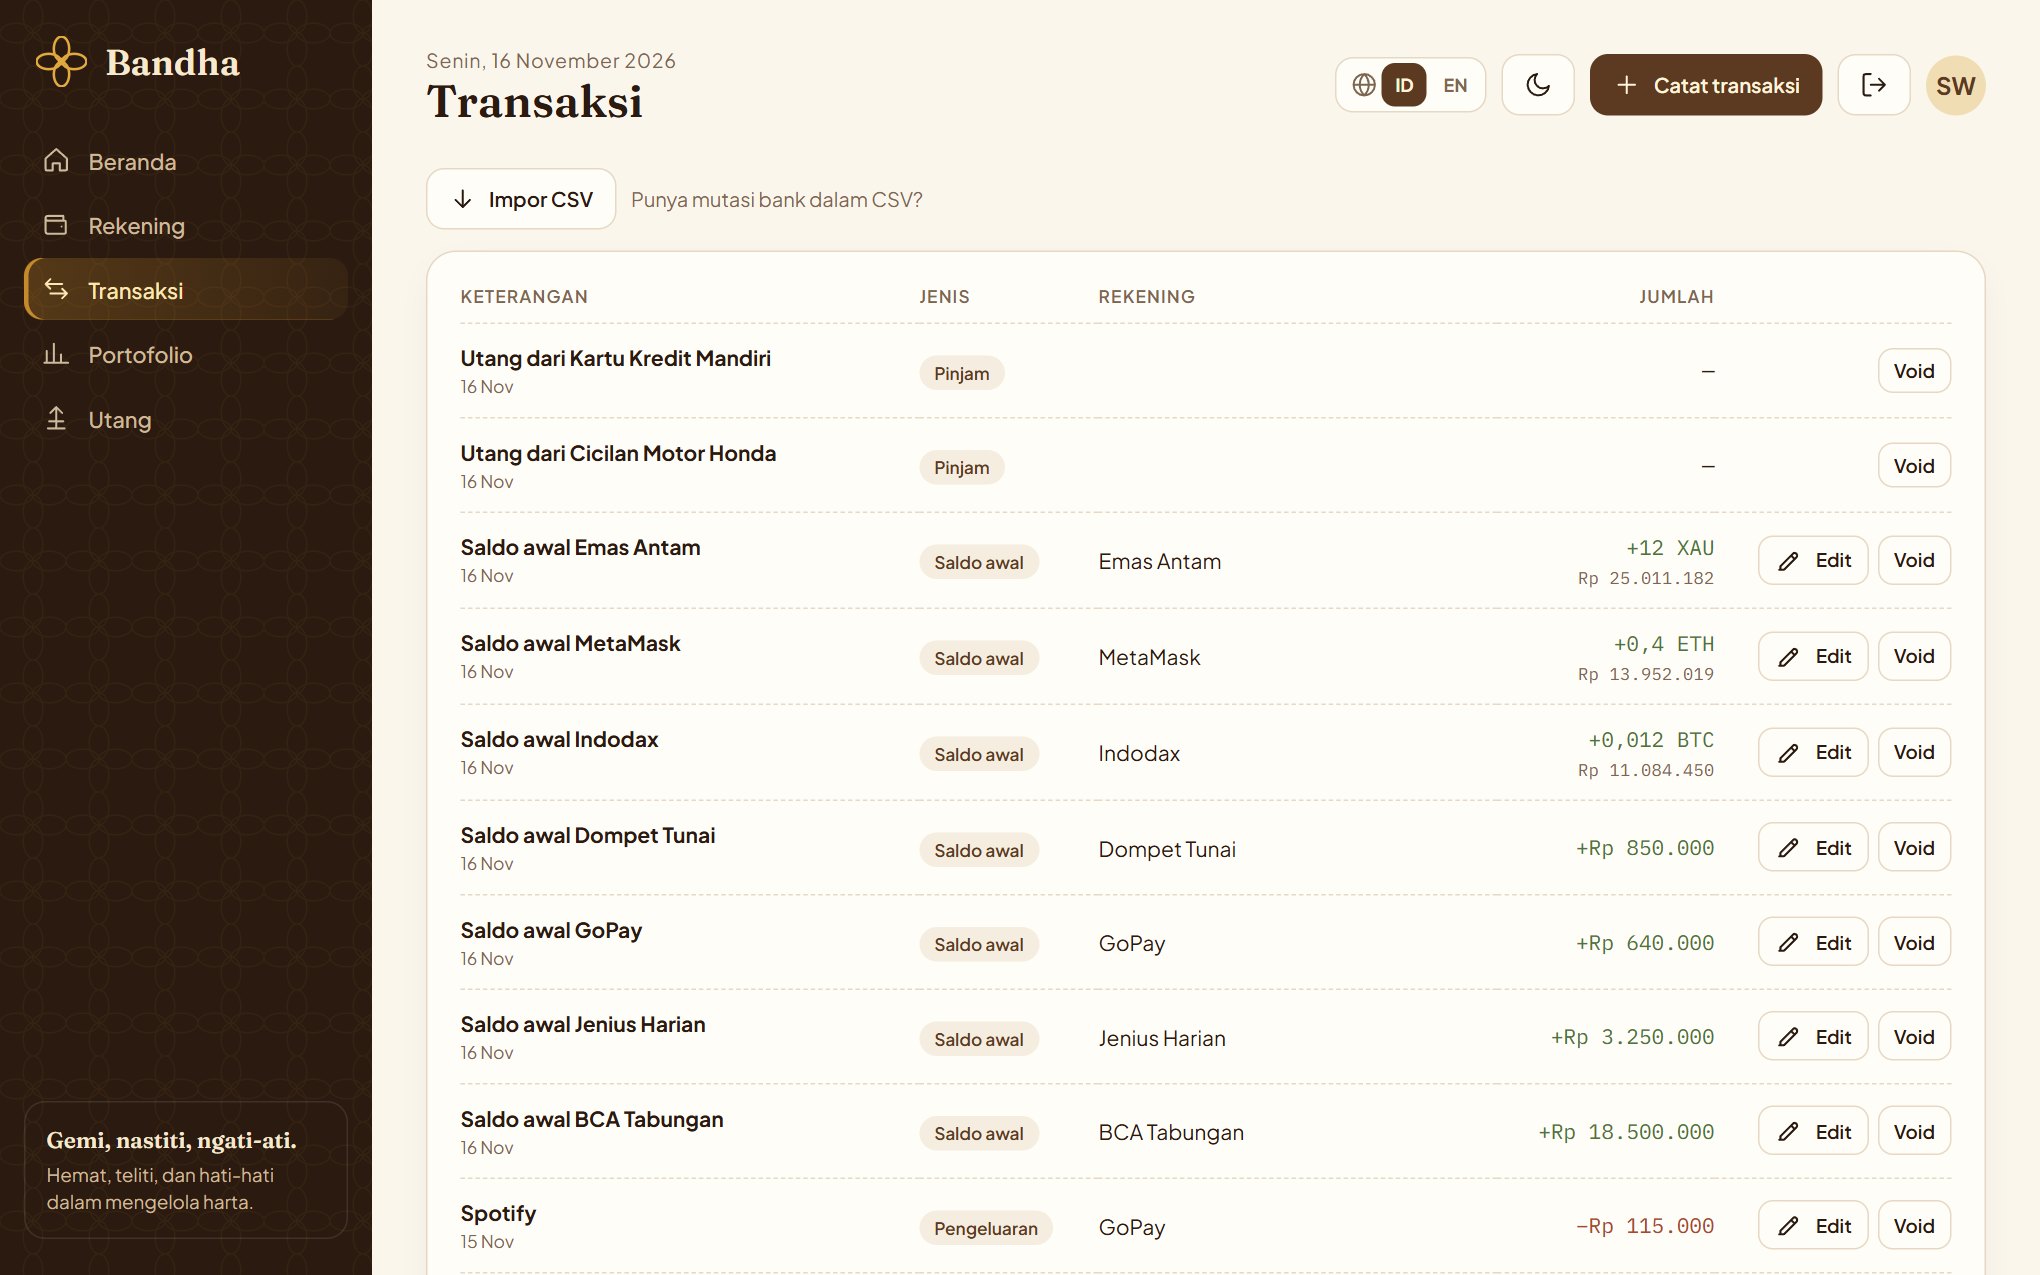 Bandha
Beranda
Rekening
Transaksi
Portofolio
Utang
Gemi, nastiti, ngati-ati.
Hemat, teliti, dan hati-hati
dalam mengelola harta.
Senin, 16 November 2026
Transaksi
ID EN
Catat transaksi
SW
Impor CSV
Punya mutasi bank dalam CSV?
KETERANGAN JENIS REKENING JUMLAH
Utang dari Kartu Kredit Mandiri
16 Nov
Pinjam
—
Void
Utang dari Cicilan Motor Honda
16 Nov
Pinjam
—
Void
Saldo awal Emas Antam
16 Nov
Saldo awal
Emas Antam
+12 XAU
Rp 25.011.182
Edit
Void
Saldo awal MetaMask
16 Nov
Saldo awal
MetaMask
+0,4 ETH
Rp 13.952.019
Edit
Void
Saldo awal Indodax
16 Nov
Saldo awal
Indodax
+0,012 BTC
Rp 11.084.450
Edit
Void
Saldo awal Dompet Tunai
16 Nov
Saldo awal
Dompet Tunai
+Rp 850.000
Edit
Void
Saldo awal GoPay
16 Nov
Saldo awal
GoPay
+Rp 640.000
Edit
Void
Saldo awal Jenius Harian
16 Nov
Saldo awal
Jenius Harian
+Rp 3.250.000
Edit
Void
Saldo awal BCA Tabungan
16 Nov
Saldo awal
BCA Tabungan
+Rp 18.500.000
Edit
Void
Spotify
15 Nov
Pengeluaran
GoPay
−Rp 115.000
Edit
Void